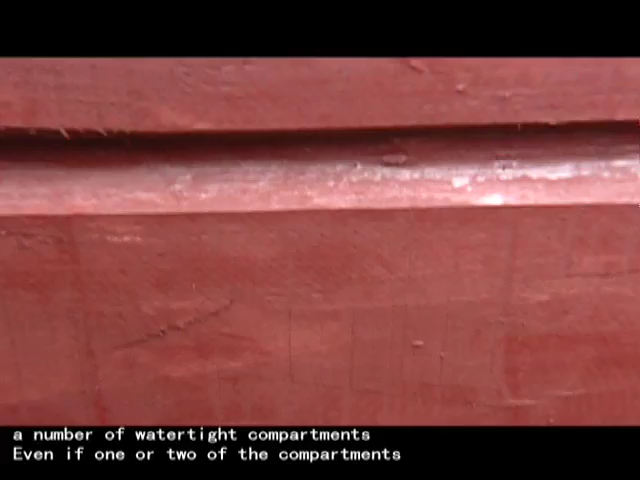 a number of watertight compartments
Even if one or two of the compartments